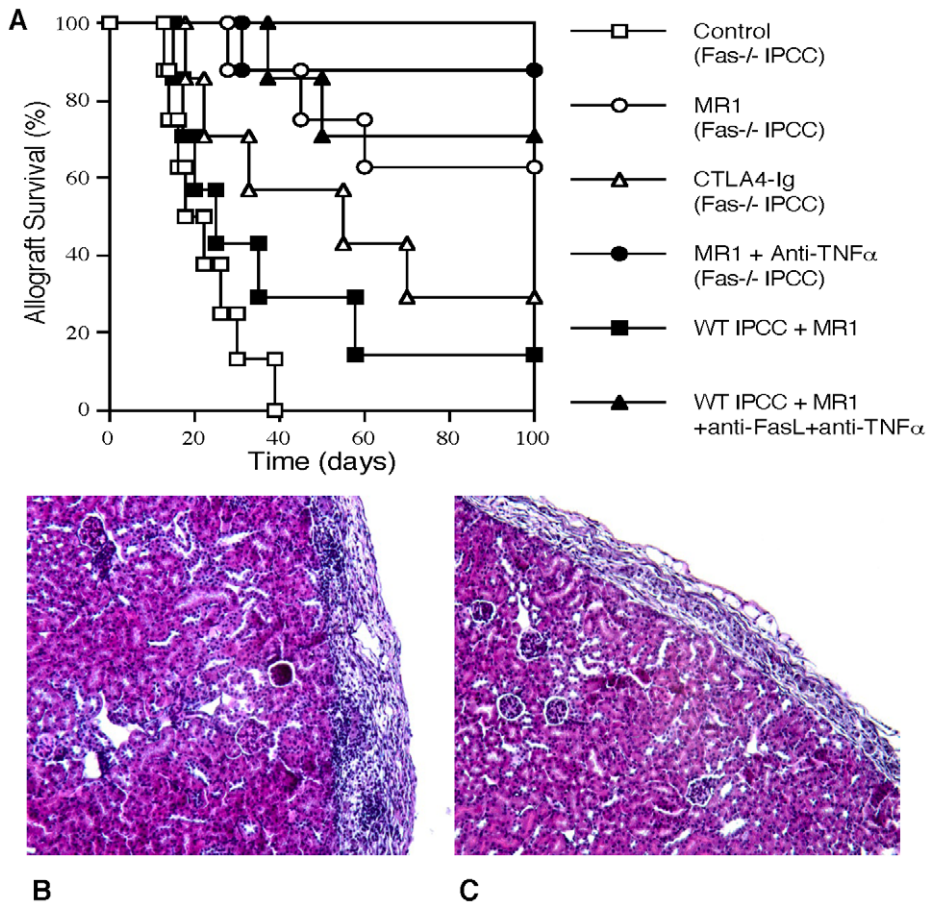 A
Allograft Survival (%)
100
80
60
40
20
0
0
20
40
60
80
100
Time (days)
Control
(Fas-/- IPCC)
MR1
(Fas-/- IPCC)
CTLA4-Ig
(Fas-/- IPCC)
MR1 + Anti-TNFα
(Fas-/- IPCC)
WT IPCC + MR1
WT IPCC + MR1
+anti-FasL+anti-TNFα
B
C